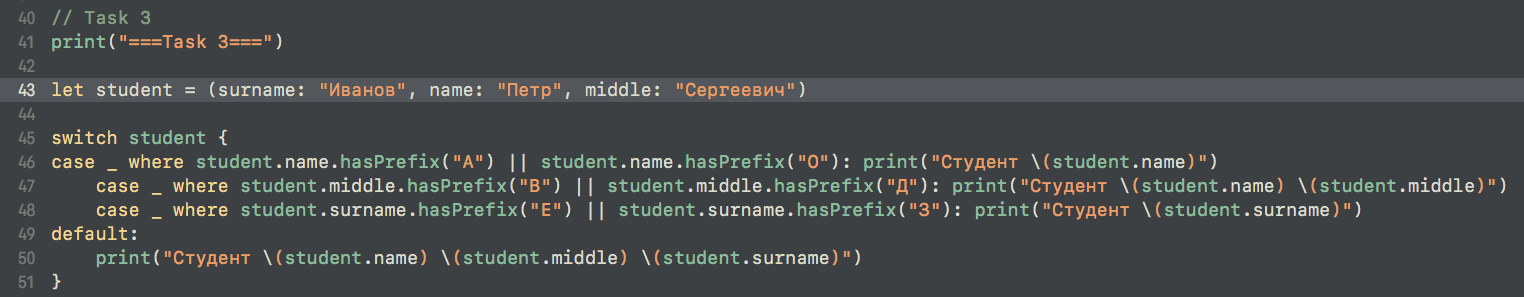 40 // Task 3
41 print("===Task 3===")
42
43 let student = (surname: "Иванов", name: "Петр", middle: "Сергеевич")
44
45 switch student {
46 case _ where student.name.hasPrefix("А") || student.name.hasPrefix("О"): print("Студент \(student.name)")
47     case _ where student.middle.hasPrefix("В") || student.middle.hasPrefix("Д"): print("Студент \(student.name) \(student.middle)")
48     case _ where student.surname.hasPrefix("Е") || student.surname.hasPrefix("З"): print("Студент \(student.surname)")
49 default:
50     print("Студент \(student.name) \(student.middle) \(student.surname)")
51 }